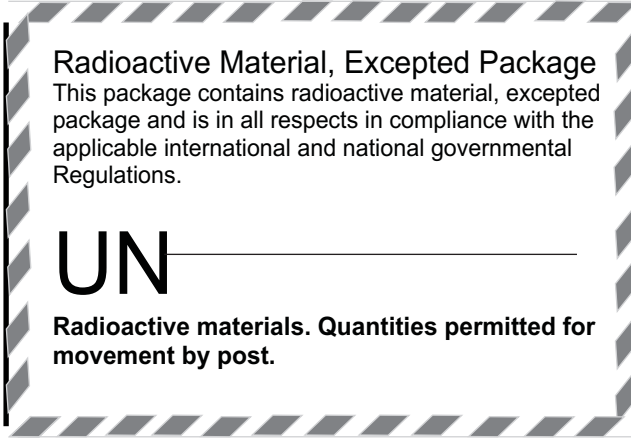 Radioactive Material, Excepted Package
This package contains radioactive material, excepted
package and is in all respects in compliance with the
applicable international and national governmental
Regulations.
UN
Radioactive materials. Quantities permitted for
movement by post.